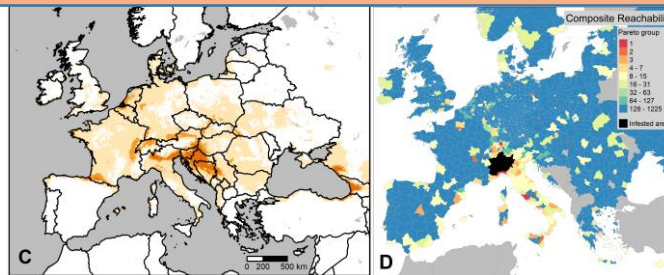 C
0 200 500 km
D
Composite Reachabili
Pareto group
1
2
3
4 - 7
8 - 15
16 - 31
32 - 63
64 - 127
128 - 1225
Infested are